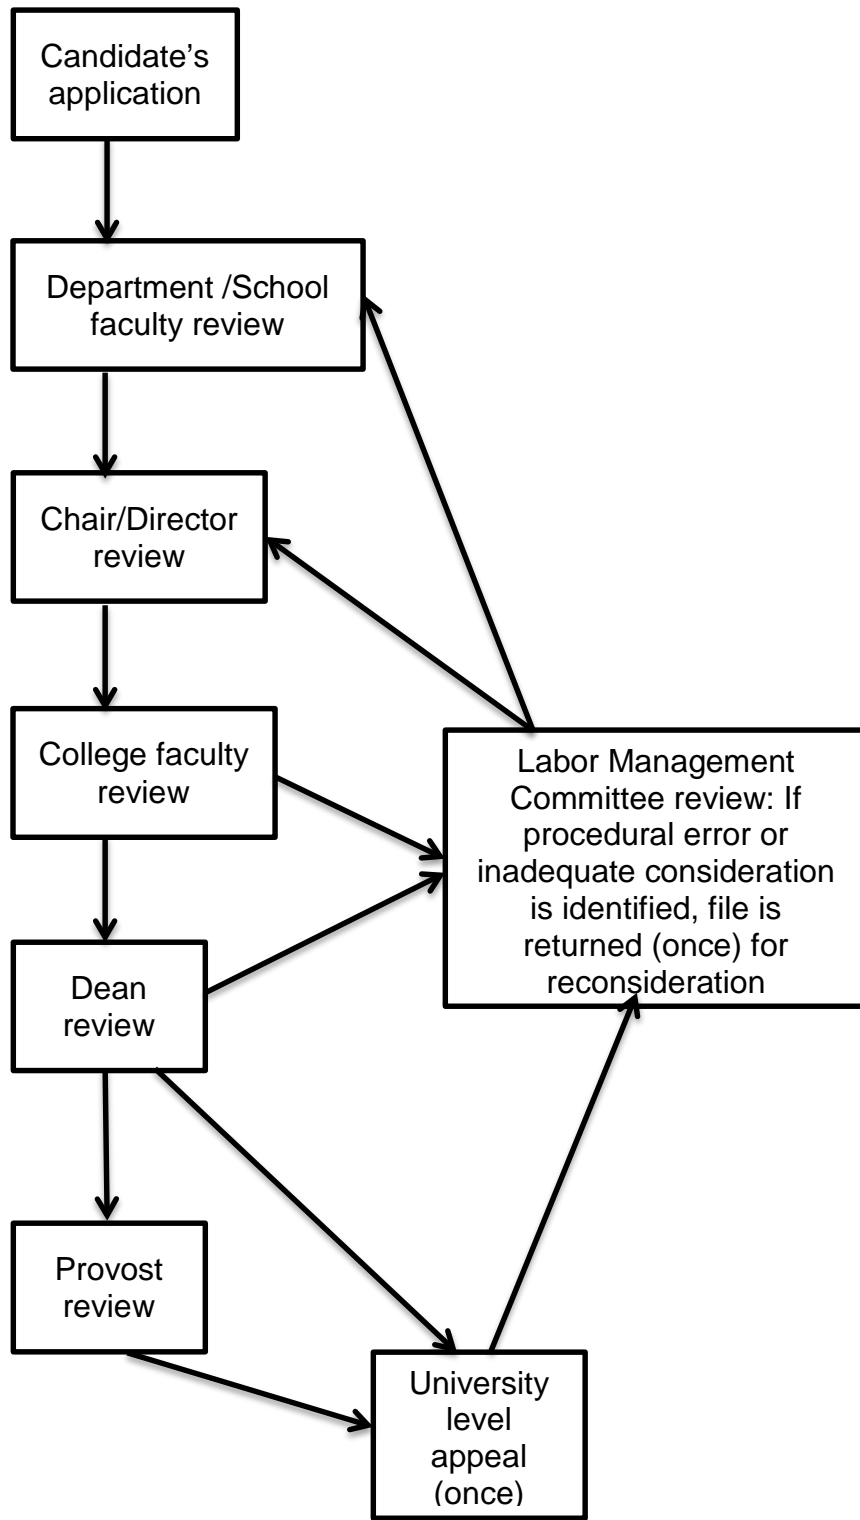 Candidate’s
application
Department /School
faculty review
Chair/Director
review
College faculty
review
Labor Management
Committee review: If
procedural error or
inadequate consideration
is identified, file is
returned (once) for
reconsideration
Dean
review
Provost
review
University
level
appeal
(once)